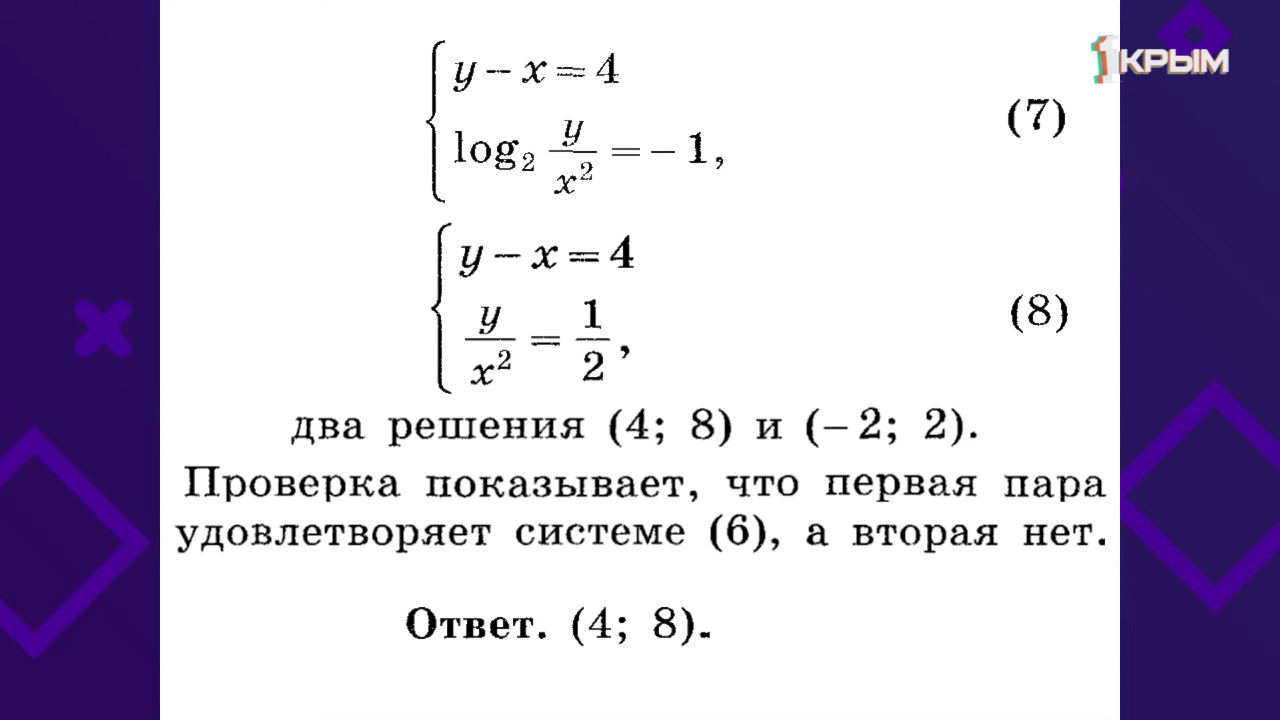 1КРЫМ
y − x = 4
log₂ y/x² = − 1,
(7)
y − x = 4
y/x² = 1/2,
(8)
два решения (4; 8) и (−2; 2).
Проверка показывает, что первая пара
удовлетворяет системе (6), а вторая нет.
Ответ. (4; 8).